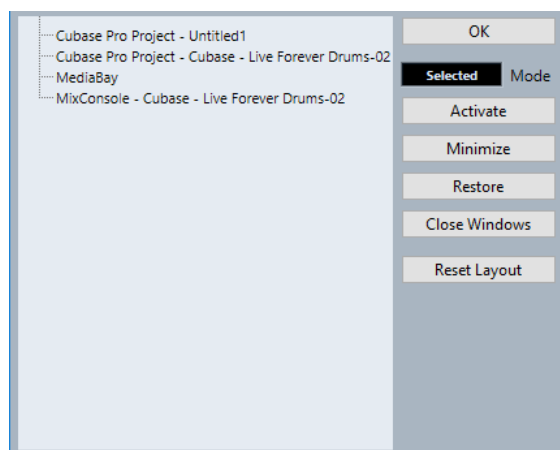 Cubase Pro Project - Untitled1
Cubase Pro Project - Cubase - Live Forever Drums-02
MediaBay
MixConsole - Cubase - Live Forever Drums-02
OK
Selected Mode
Activate
Minimize
Restore
Close Windows
Reset Layout